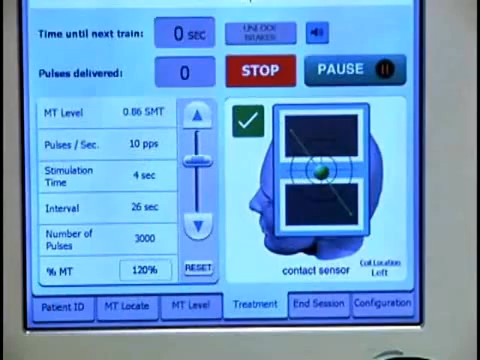 Time until next train:
0 SEC
UNLOCK
Pulses delivered:
0
STOP
PAUSE
MT Level 0.86 SMT
Pulses / Sec. 10 pps
Stimulation
Time
4 sec
Interval 26 sec
Number of
Pulses
3000
% MT 120%
RESET
contact sensor
Coil Location
Left
Patient ID
MT Locate
MT Level
Treatment
End Session
Configuration